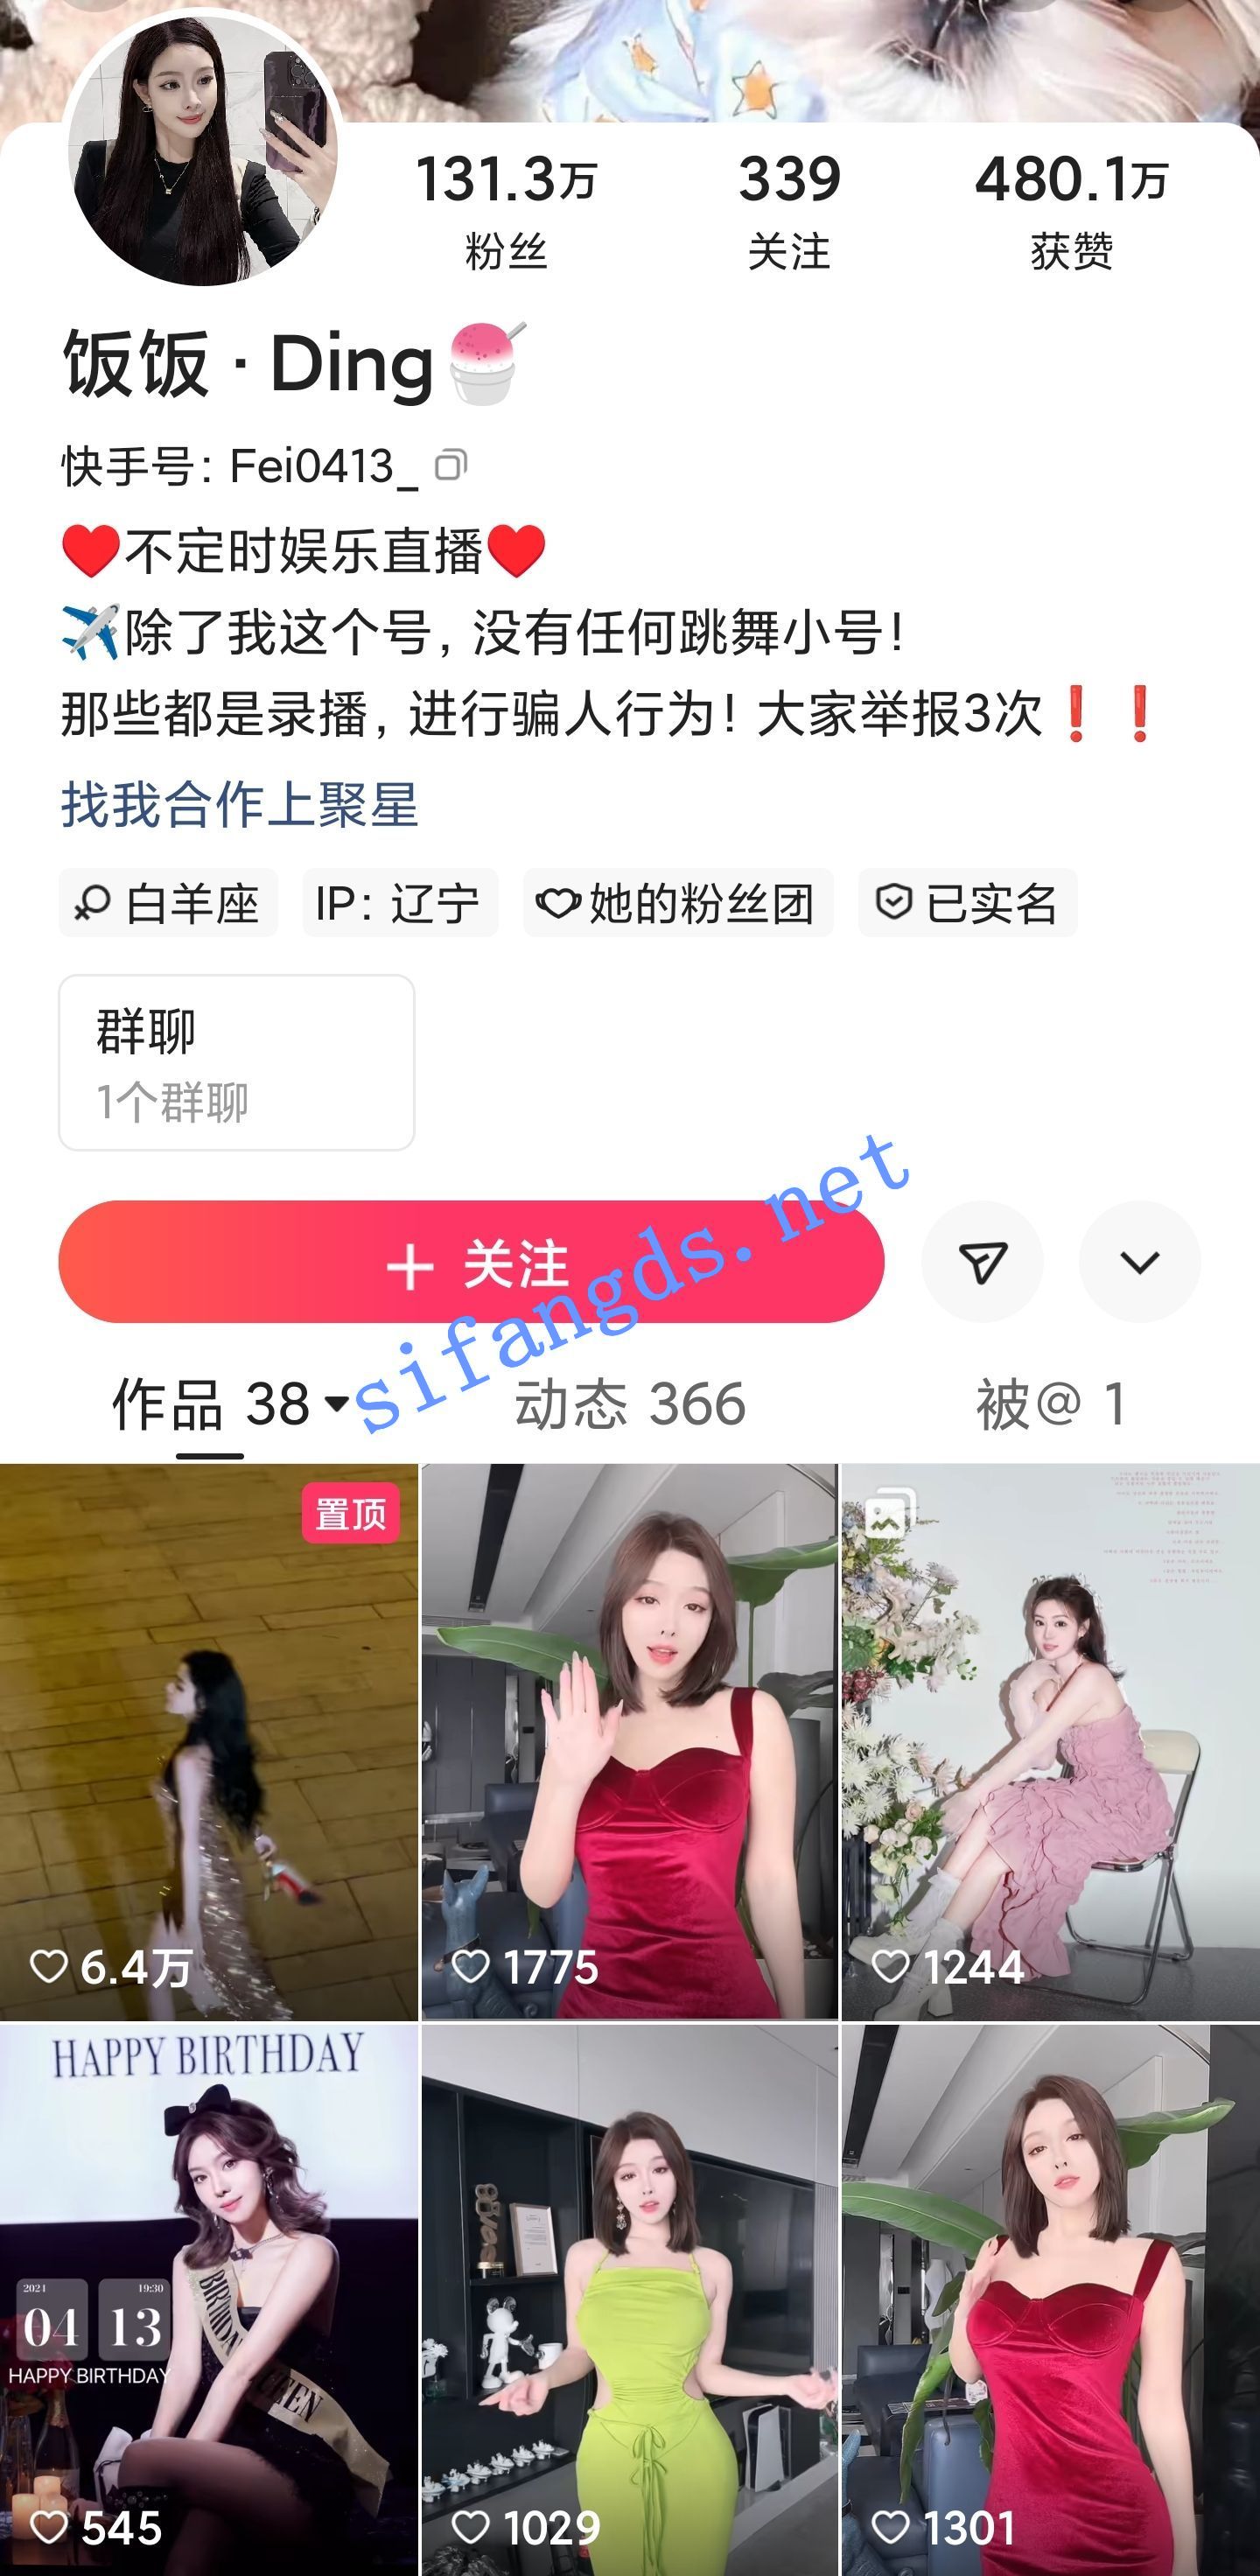 131.3万
339
480.1万
粉丝
关注
获赞
饭饭 · Ding🍧
快手号: Fei0413_
❤️不定时娱乐直播❤️
✈️除了我这个号, 没有任何跳舞小号!
那些都是录播, 进行骗人行为! 大家举报3次❗❗
找我合作上聚星
白羊座
IP: 辽宁
她的粉丝团
已实名
群聊
1个群聊
+ 关注
sifangds.net
作品 38
动态 366
被@ 1
置顶
6.4万
1775
1244
HAPPY BIRTHDAY
2021
19:30
04
13
HAPPY BIRTHDAY
545
1029
1301